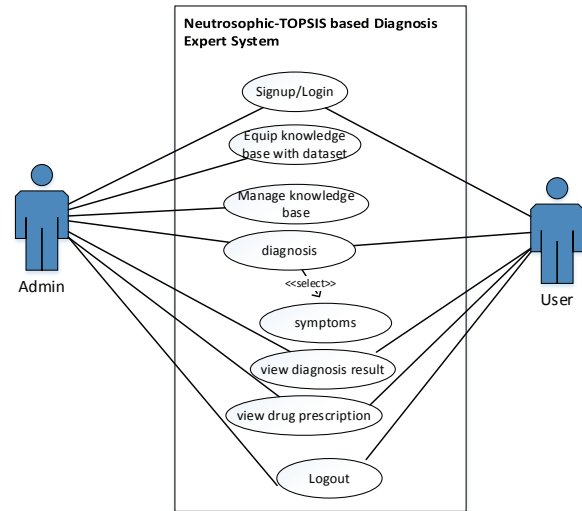 Neutrosophic-TOPSIS based Diagnosis
Expert System
Signup/Login
Equip knowledge
base with dataset
Manage knowledge
base
diagnosis
<<select>>
symptoms
view diagnosis result
view drug prescription
Logout
Admin
User